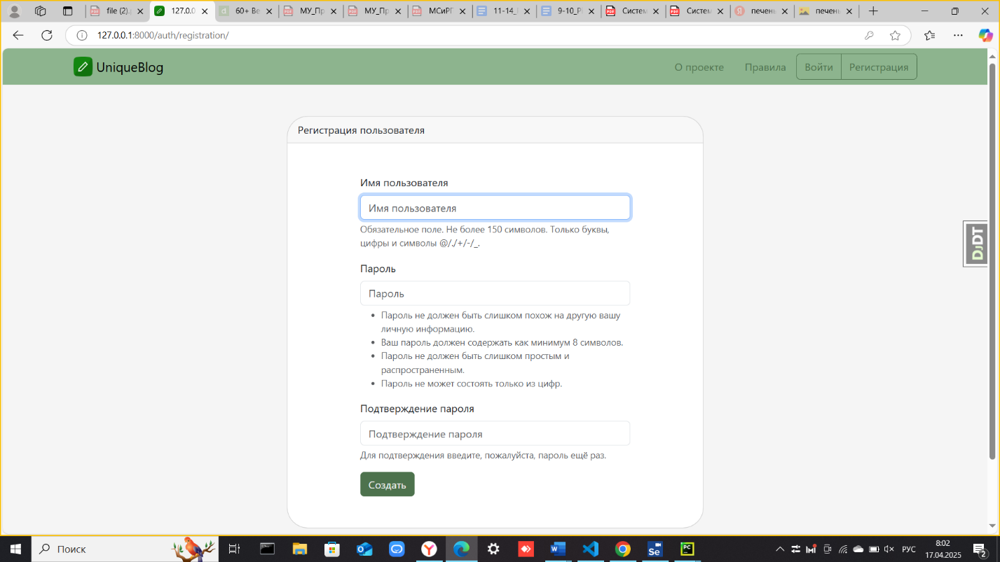 file (2).p
127.0.0
60+ Ве
МУ_Пр
МУ_Пр
МСиРГ
11-14_
9-10_Р
Систем
Систем
печень
печень
127.0.0.1:8000/auth/registration/
UniqueBlog
О проекте
Правила
Войти
Регистрация
Регистрация пользователя
Имя пользователя
Имя пользователя
Обязательное поле. Не более 150 символов. Только буквы,
цифры и символы @/./+/-/_.
Пароль
Пароль
• Пароль не должен быть слишком похож на другую вашу
личную информацию.
• Ваш пароль должен содержать как минимум 8 символов.
• Пароль не должен быть слишком простым и
распространенным.
• Пароль не может состоять только из цифр.
Подтверждение пароля
Подтверждение пароля
Для подтверждения введите, пожалуйста, пароль ещё раз.
Создать
DJDT
Поиск
РУС
8:02
17.04.2025
2